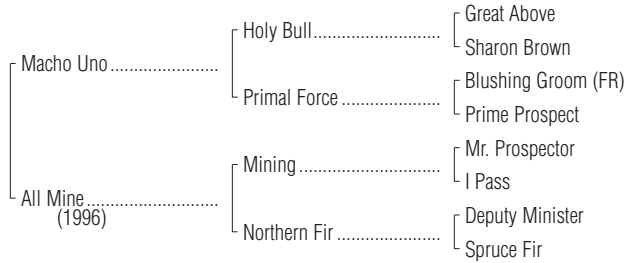 Great Above
Holy Bull
Sharon Brown
Macho Uno
Blushing Groom (FR)
Primal Force
Prime Prospect
Mr. Prospector
Mining
I Pass
All Mine
(1996)
Deputy Minister
Northern Fir
Spruce Fir